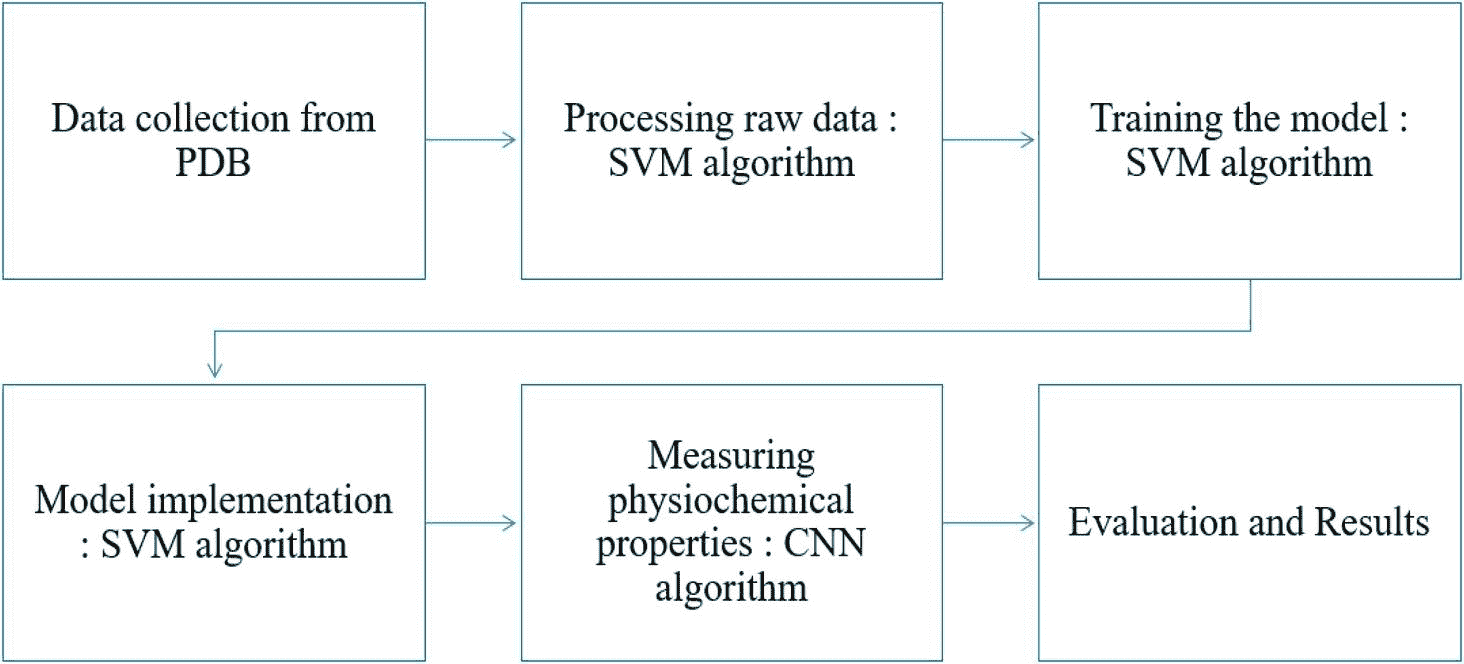 Data collection from
PDB
Processing raw data :
SVM algorithm
Training the model :
SVM algorithm
Model implementation
: SVM algorithm
Measuring
physiochemical
properties : CNN
algorithm
Evaluation and Results